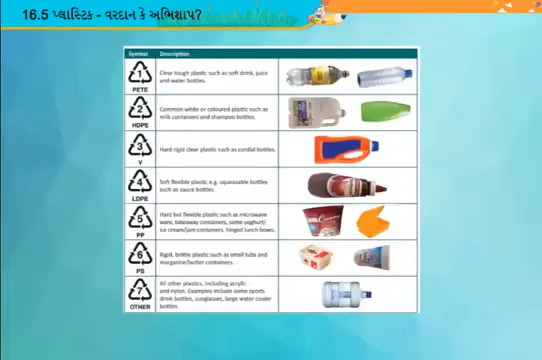 16.5 પ્લાસ્ટિક - વરદાન કે અભિશાપ?
Symbol Description
1
PETE
Clear tough plastic such as soft drink, juice
and water bottles.
2
HDPE
Common white or coloured plastic such as
milk containers and shampoo bottles.
3
V
Hard rigid clear plastic such as cordial bottles.
4
LDPE
Soft flexible plastic e.g. squeezable bottles
such as sauce bottles.
5
PP
Hard but flexible plastic such as microwave
ware, takeaway containers, some yoghurt/
ice cream/jam containers, hinged lunch boxes.
6
PS
Rigid, brittle plastic such as small tubs and
margarine/butter containers.
7
OTHER
All other plastics, including acrylic
and nylon. Examples include some sports
drink bottles, sunglasses, large water cooler
bottles.